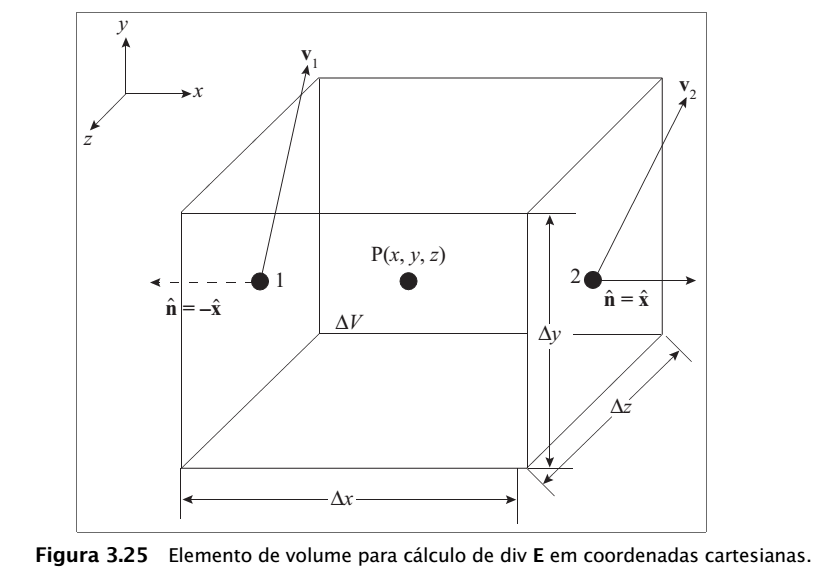 y
x
z
v₁
v₂
P(x, y, z)
1
2
n̂ = –x̂
n̂ = x̂
ΔV
Δy
Δz
Δx
Figura 3.25 Elemento de volume para cálculo de div E em coordenadas cartesianas.